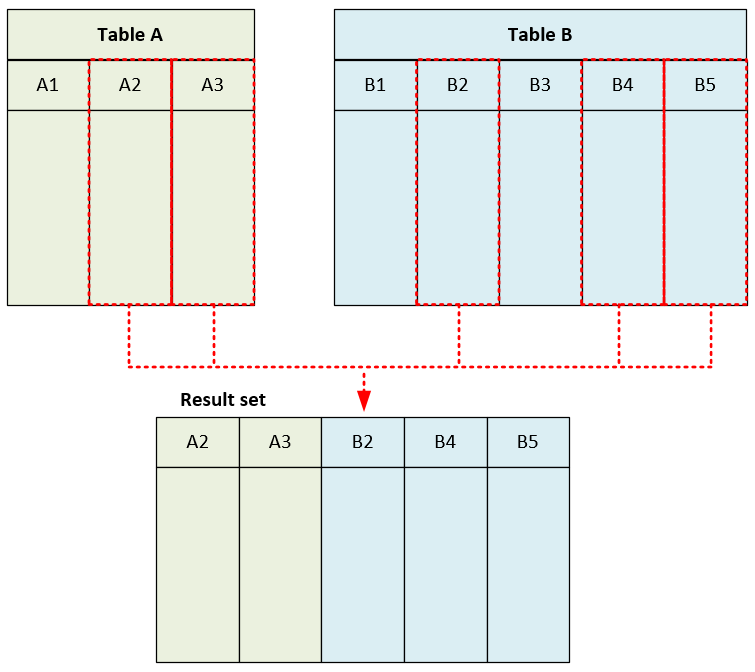 Table A
Table B
A1 A2 A3
B1 B2 B3 B4 B5
Result set
A2 A3 B2 B4 B5